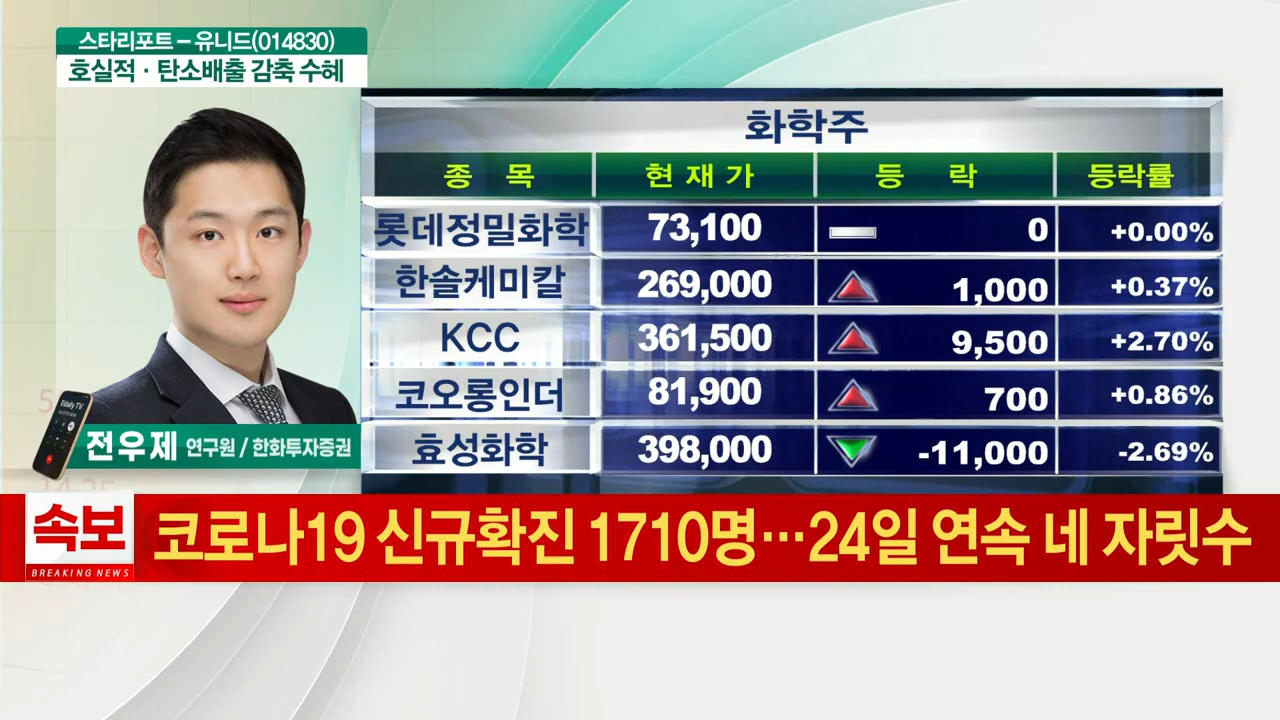 스타리포트 - 유니드(014830)
호실적 · 탄소배출 감축 수혜
화학주
종 목 현 재 가 등 락 등락률
롯데정밀화학 73,100 0 +0.00%
한솔케미칼 269,000 1,000 +0.37%
KCC 361,500 9,500 +2.70%
코오롱인더 81,900 700 +0.86%
효성화학 398,000 -11,000 -2.69%
Edaily TV
전우제 연구원 / 한화투자증권
속보
BREAKING NEWS
코로나19 신규확진 1710명…24일 연속 네 자릿수